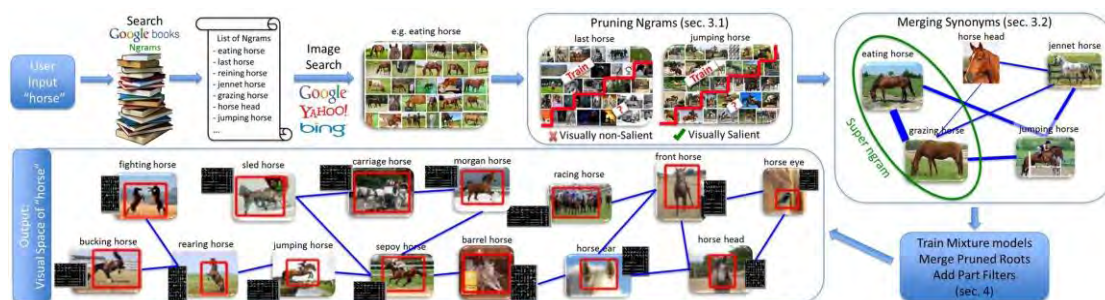 User
Input
"horse"
Search
Google books
Ngrams
List of Ngrams
- eating horse
- last horse
- reining horse
- jennet horse
- grazing horse
- horse head
- jumping horse
...
Image
Search
Google
YAHOO!
bing
e.g. eating horse
Pruning Ngrams (sec. 3.1)
last horse
jumping horse
Train
Train
?
?
Visually non-Salient
Visually Salient
Merging Synonyms (sec. 3.2)
eating horse
horse head
jennet horse
grazing horse
jumping horse
Super ngram
Train Mixture models
Merge Pruned Roots
Add Part Filters
(sec. 4)
Output:
Visual Space of "horse"
fighting horse
sled horse
carriage horse
morgan horse
racing horse
front horse
horse eye
bucking horse
rearing horse
jumping horse
sepoy horse
barrel horse
horse ear
horse head